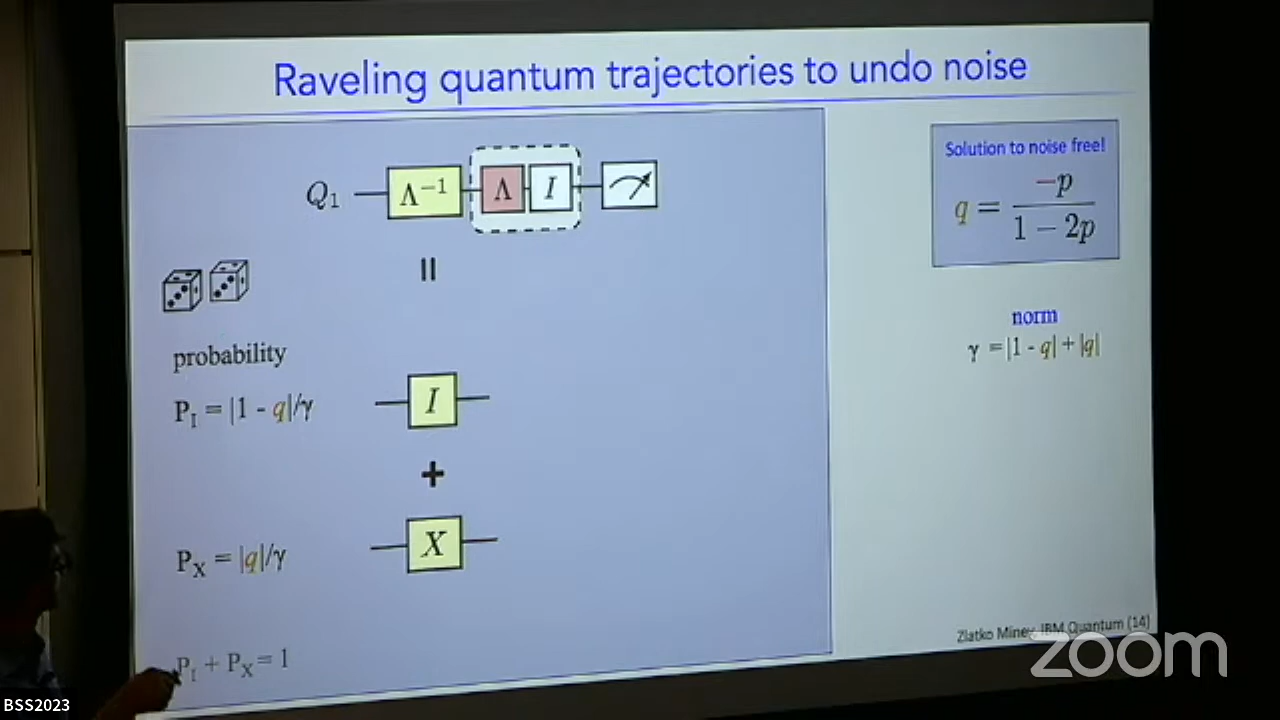 Raveling quantum trajectories to undo noise
Q₁ Λ⁻¹ Λ I
=
probability
P_I = |1 - q|/γ I
+
P_X = |q|/γ X
P_I + P_X = 1
Solution to noise free!
q = −p / (1 − 2p)
norm
γ = |1 - q| + |q|
Zlatko Minev, IBM Quantum (14)
zoom
BSS2023